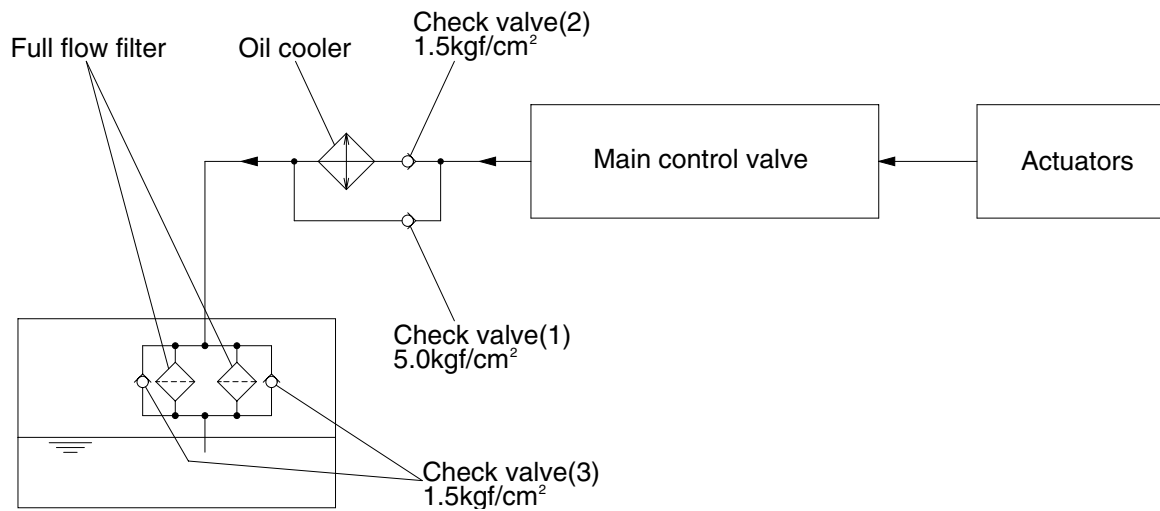 Check valve(2)
1.5kgf/cm²
Full flow filter
Oil cooler
Main control valve
Actuators
Check valve(1)
5.0kgf/cm²
Check valve(3)
1.5kgf/cm²